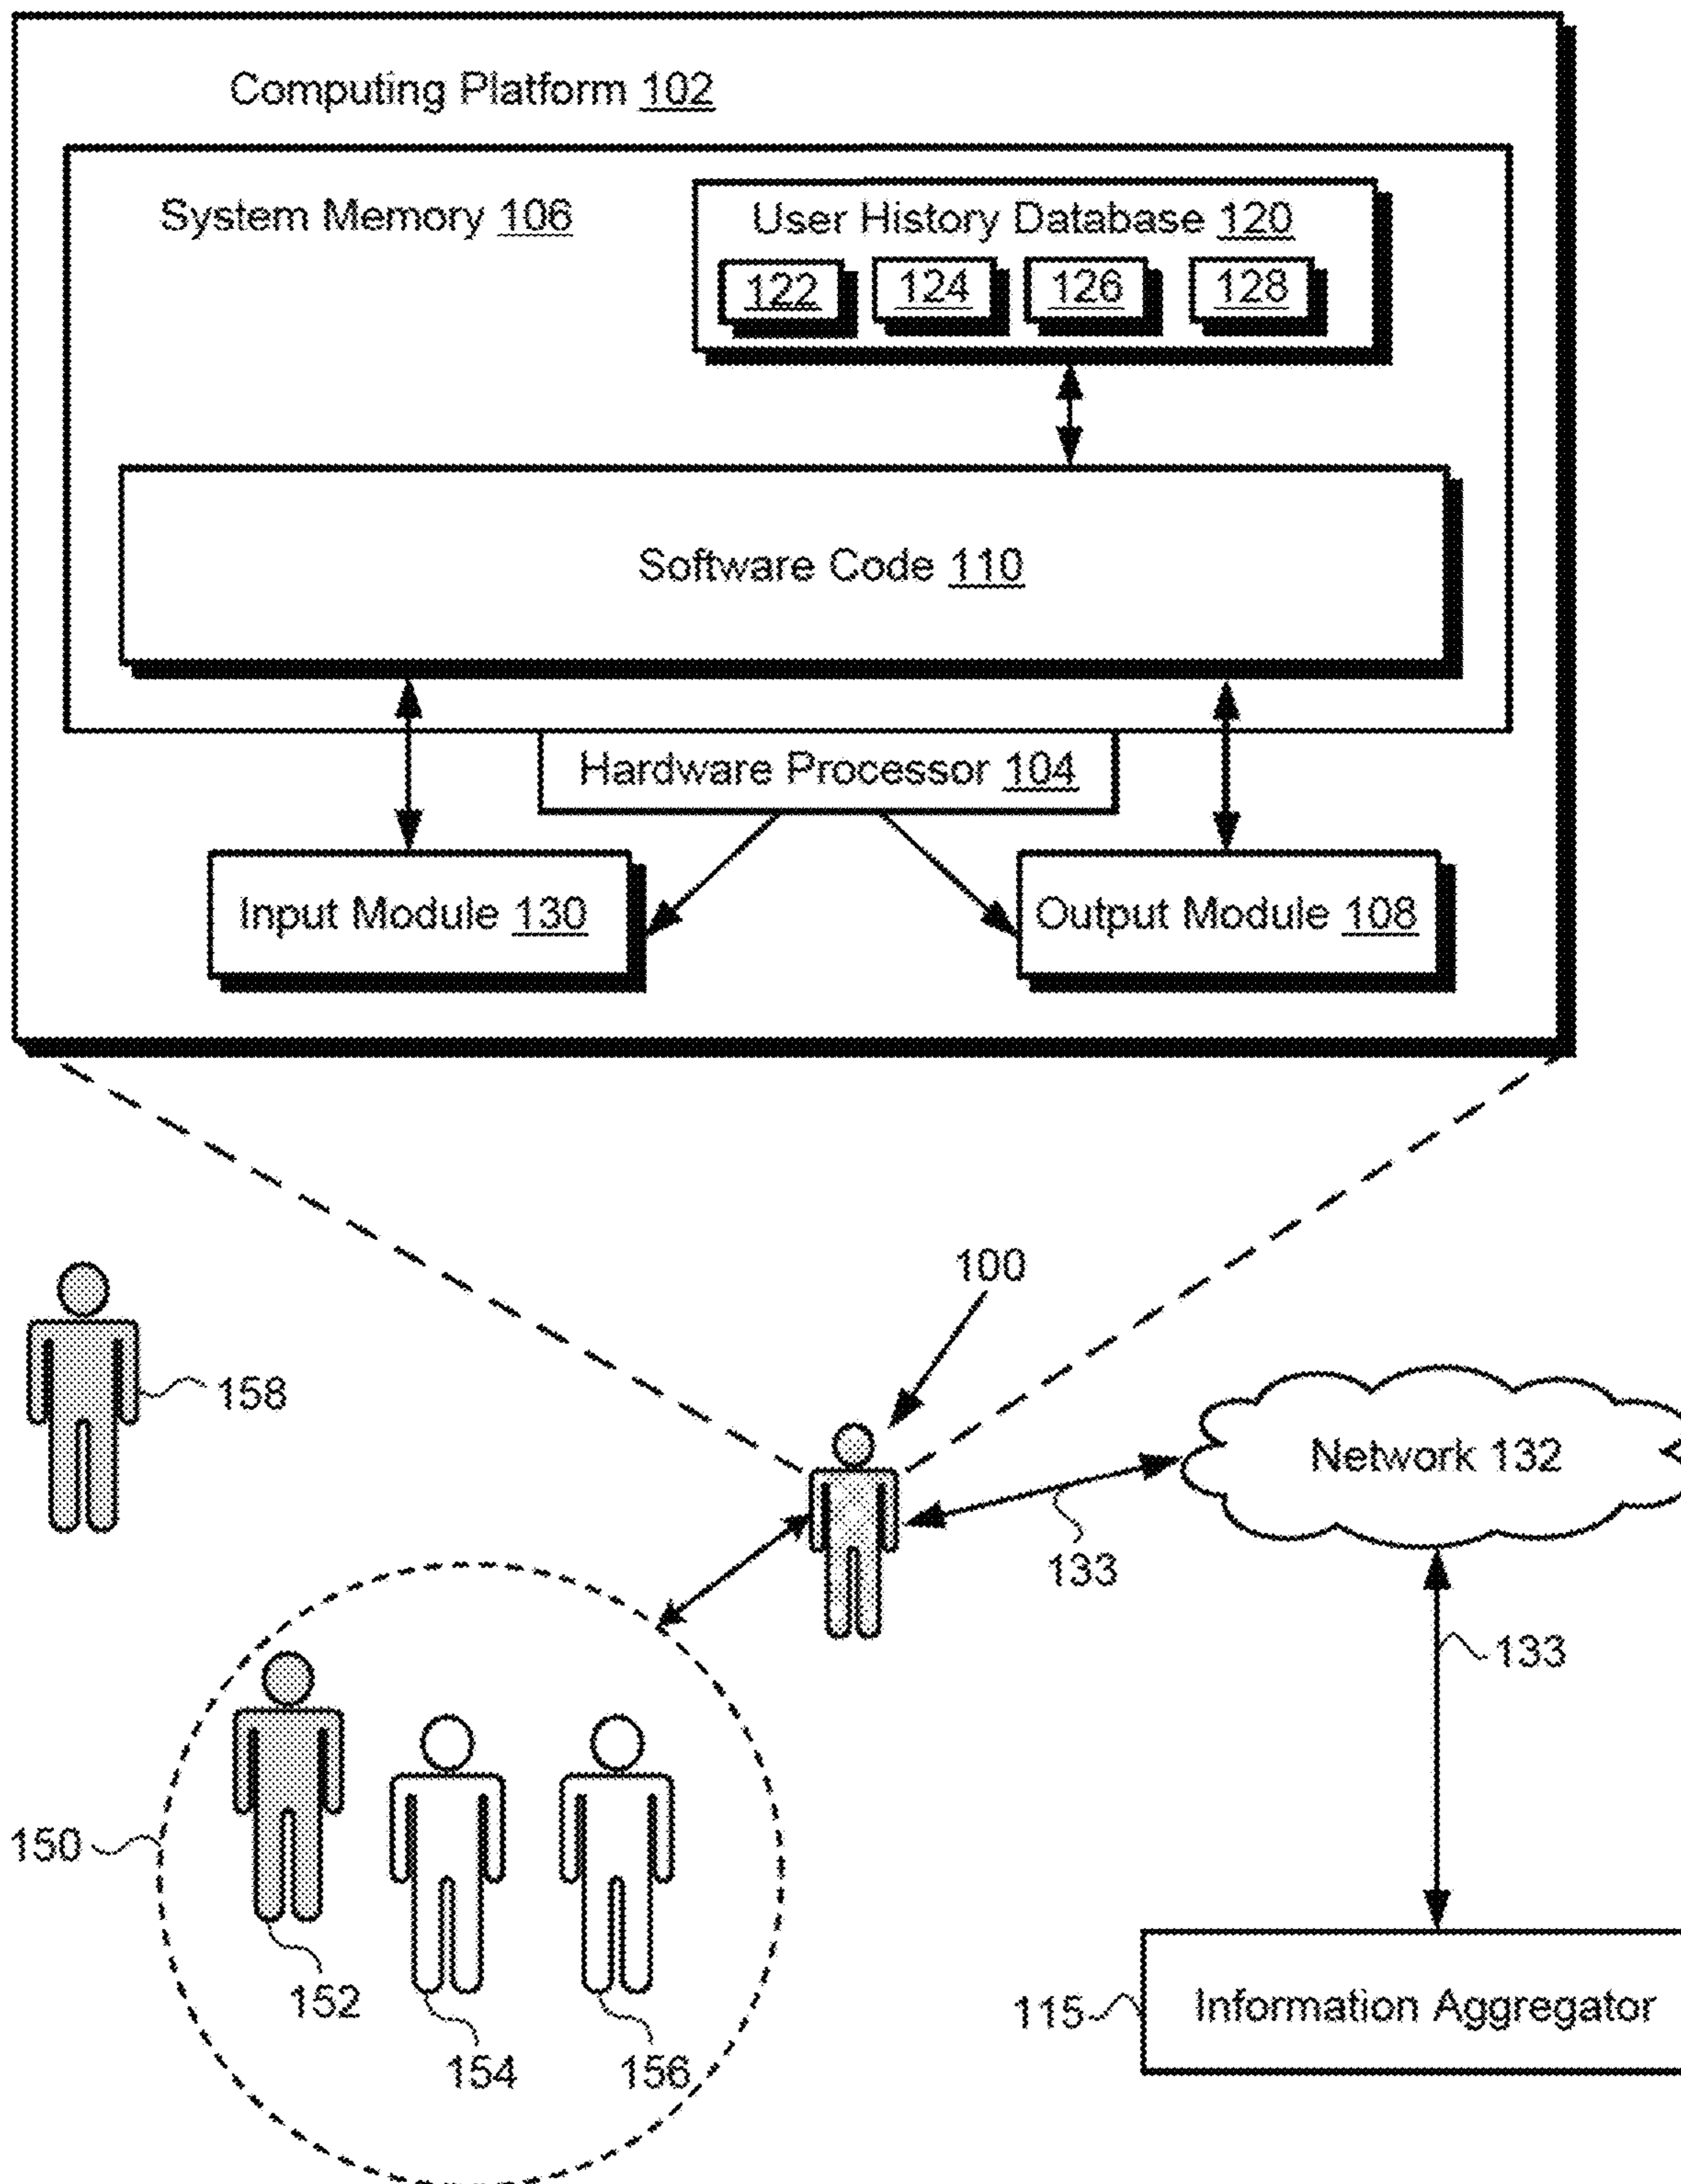 Computing Platform 102
System Memory 106
User History Database 120
122 124 126 128
Software Code 110
Hardware Processor 104
Input Module 130
Output Module 108
100
158
Network 132
133
133
150
152
154
156
115
Information Aggregator